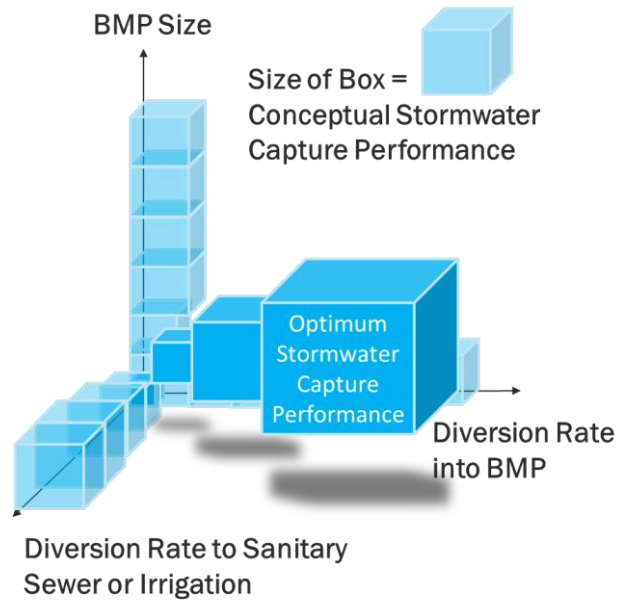 BMP Size
Size of Box =
Conceptual Stormwater
Capture Performance
Optimum
Stormwater
Capture
Performance
Diversion Rate
into BMP
Diversion Rate to Sanitary
Sewer or Irrigation